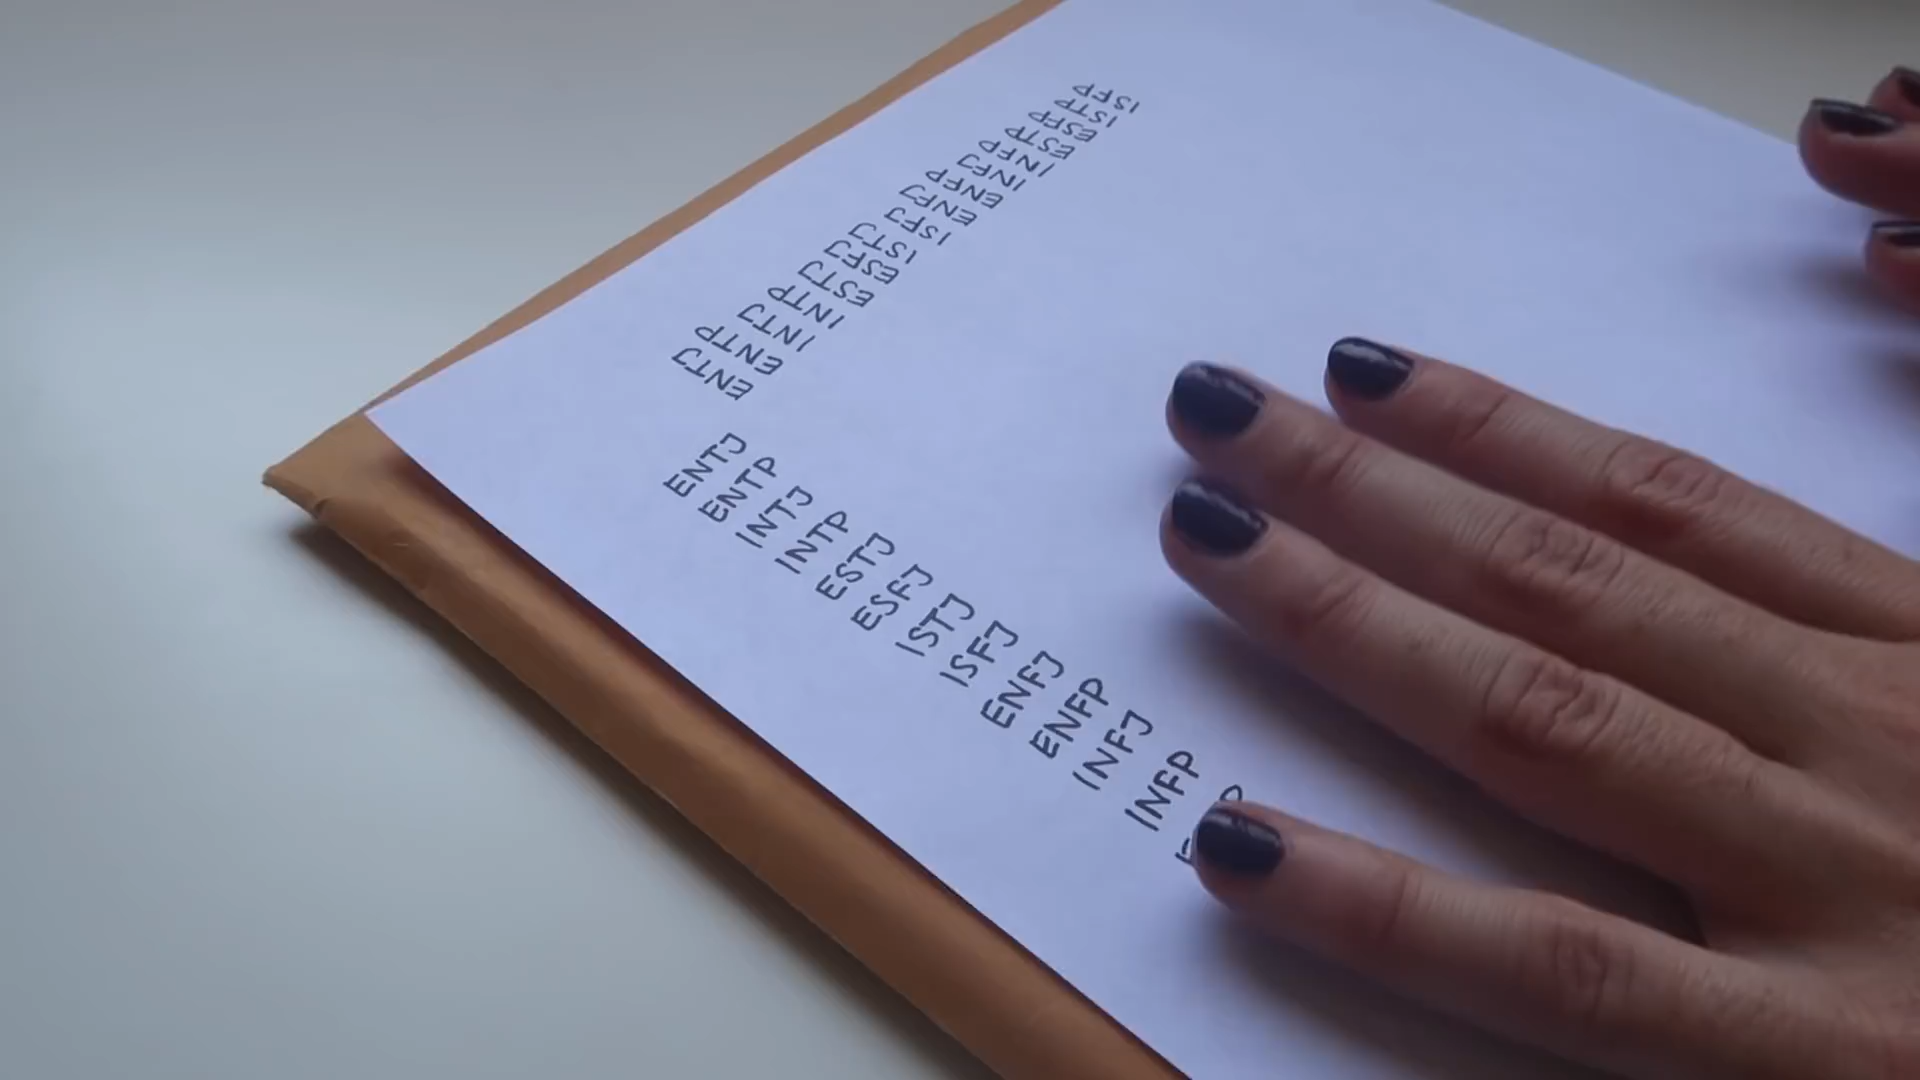 ENTJ
ENTP
INTJ
INTP
ESTJ
ESFJ
ISTJ
ISFJ
ENFJ
ENFP
INFJ
INFP
ESTP
ESFP
ISTP
ISFP
ENTJ
ENTP
INTJ
INTP
ESTJ
ESFJ
ISTJ
ISFJ
ENFJ
ENFP
INFJ
INFP